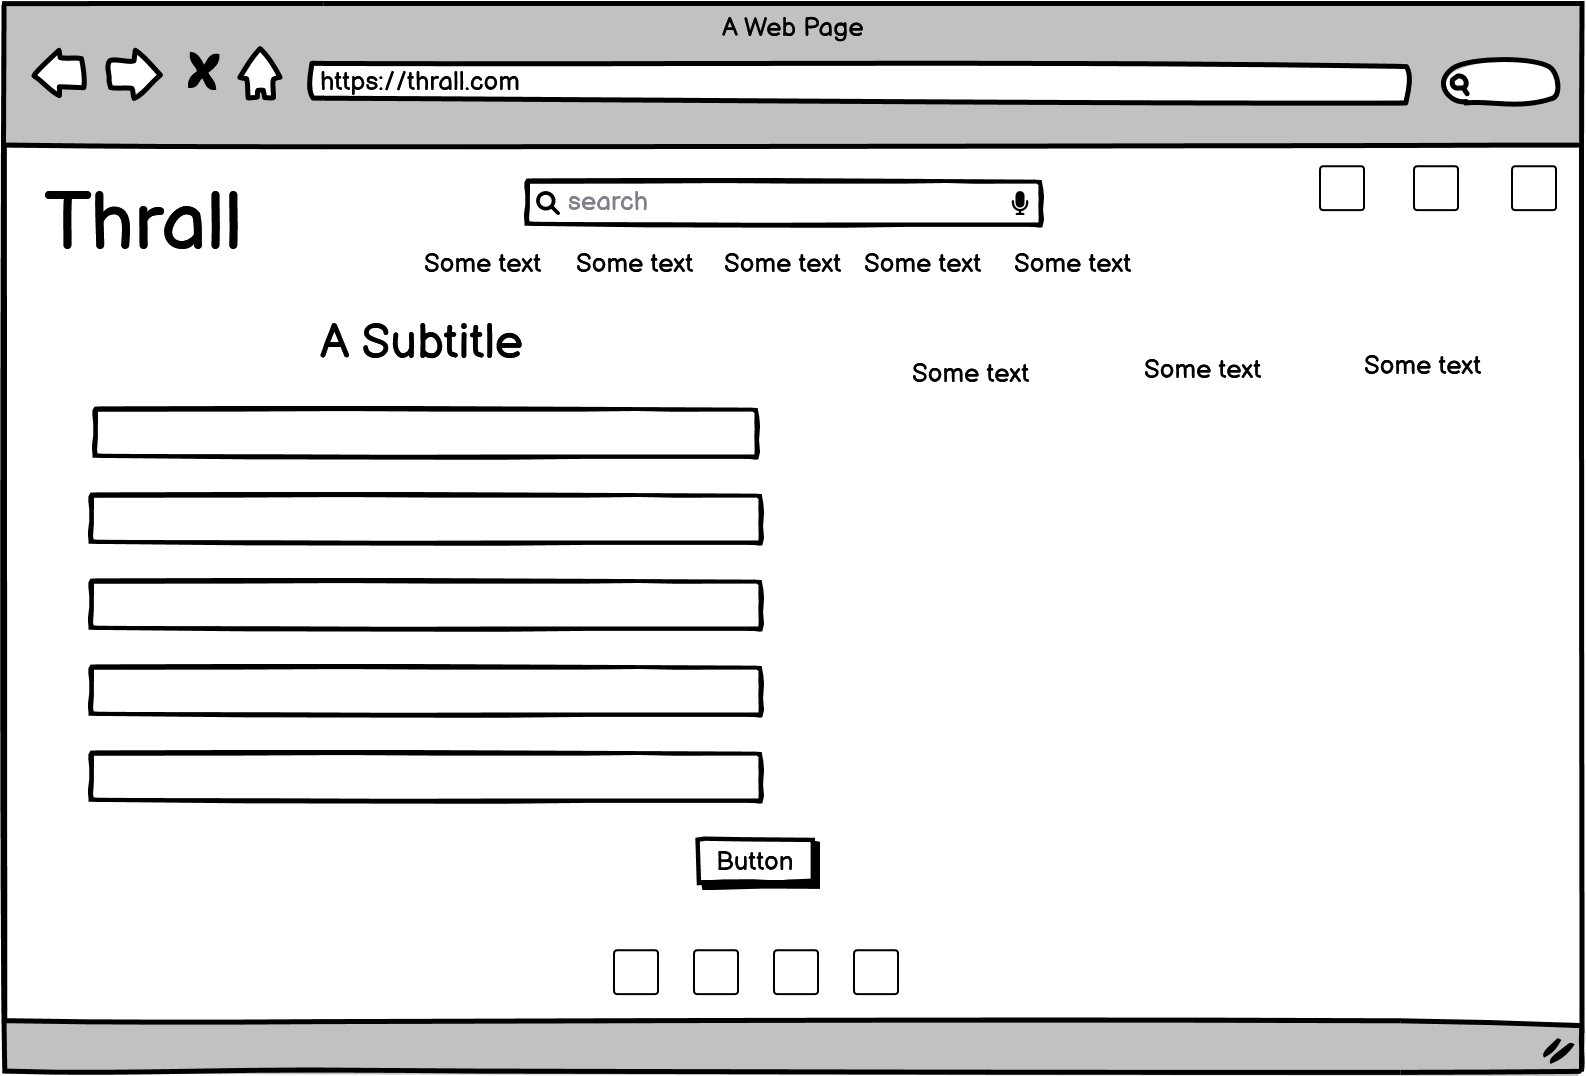 A Web Page
https://thrall.com
Thrall
search
Some text Some text Some text Some text Some text
A Subtitle
Some text Some text Some text
Button